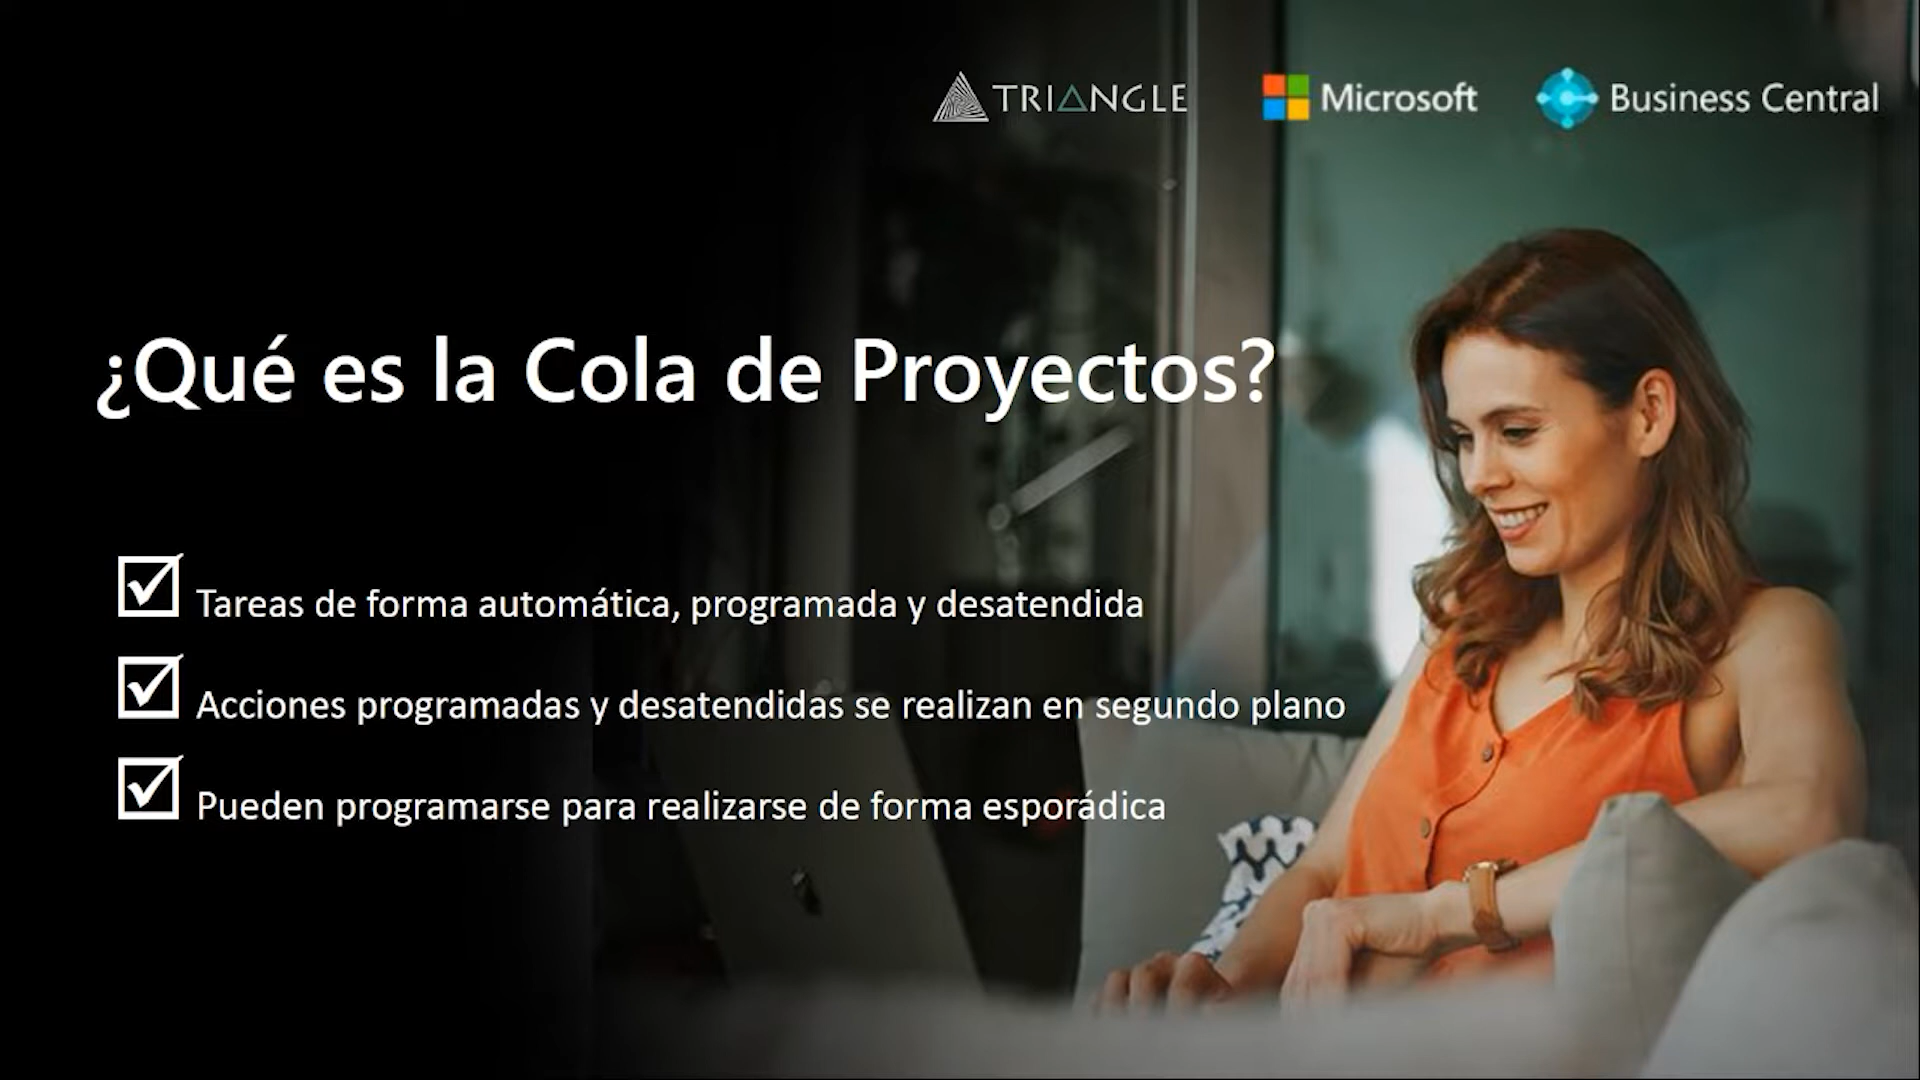 TRIANGLE Microsoft Business Central
¿Qué es la Cola de Proyectos?
Tareas de forma automática, programada y desatendida
Acciones programadas y desatendidas se realizan en segundo plano
Pueden programarse para realizarse de forma esporádica